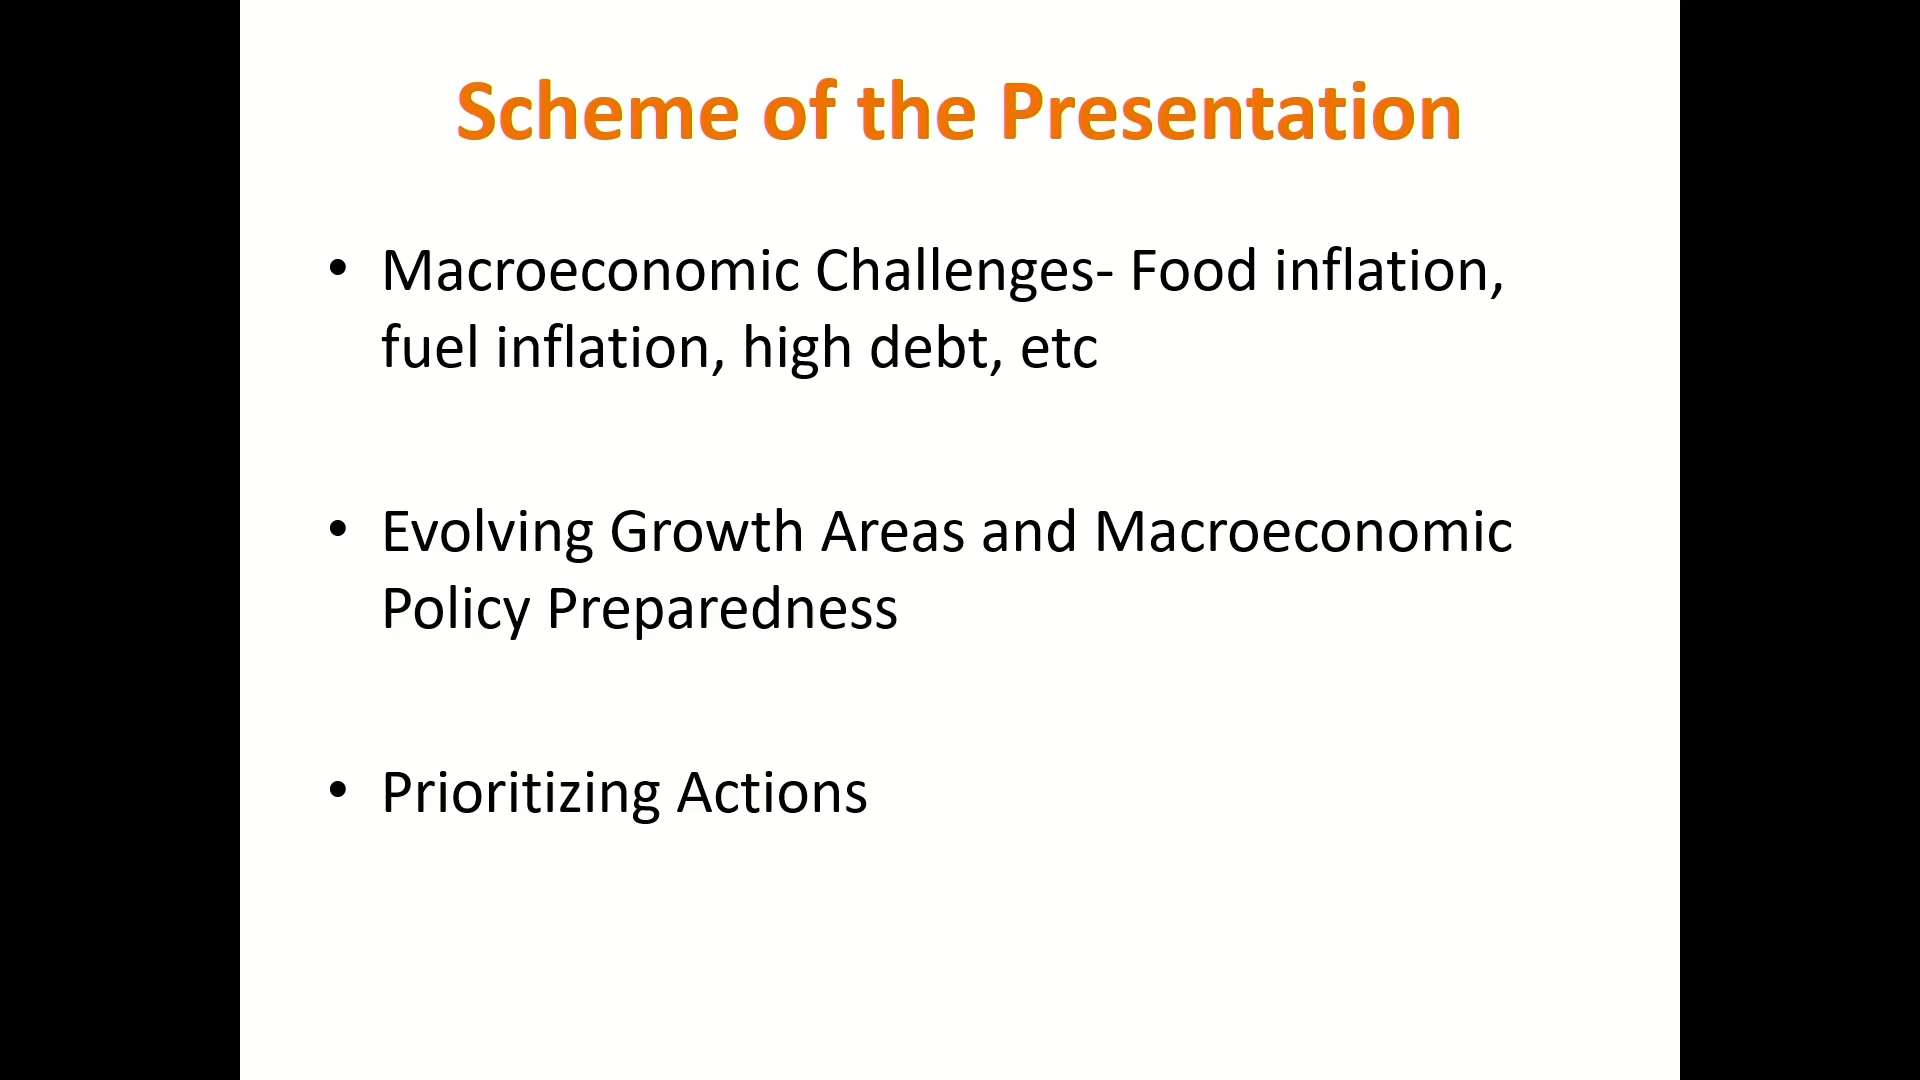 Scheme of the Presentation
• Macroeconomic Challenges- Food inflation,
fuel inflation, high debt, etc
• Evolving Growth Areas and Macroeconomic
Policy Preparedness
• Prioritizing Actions